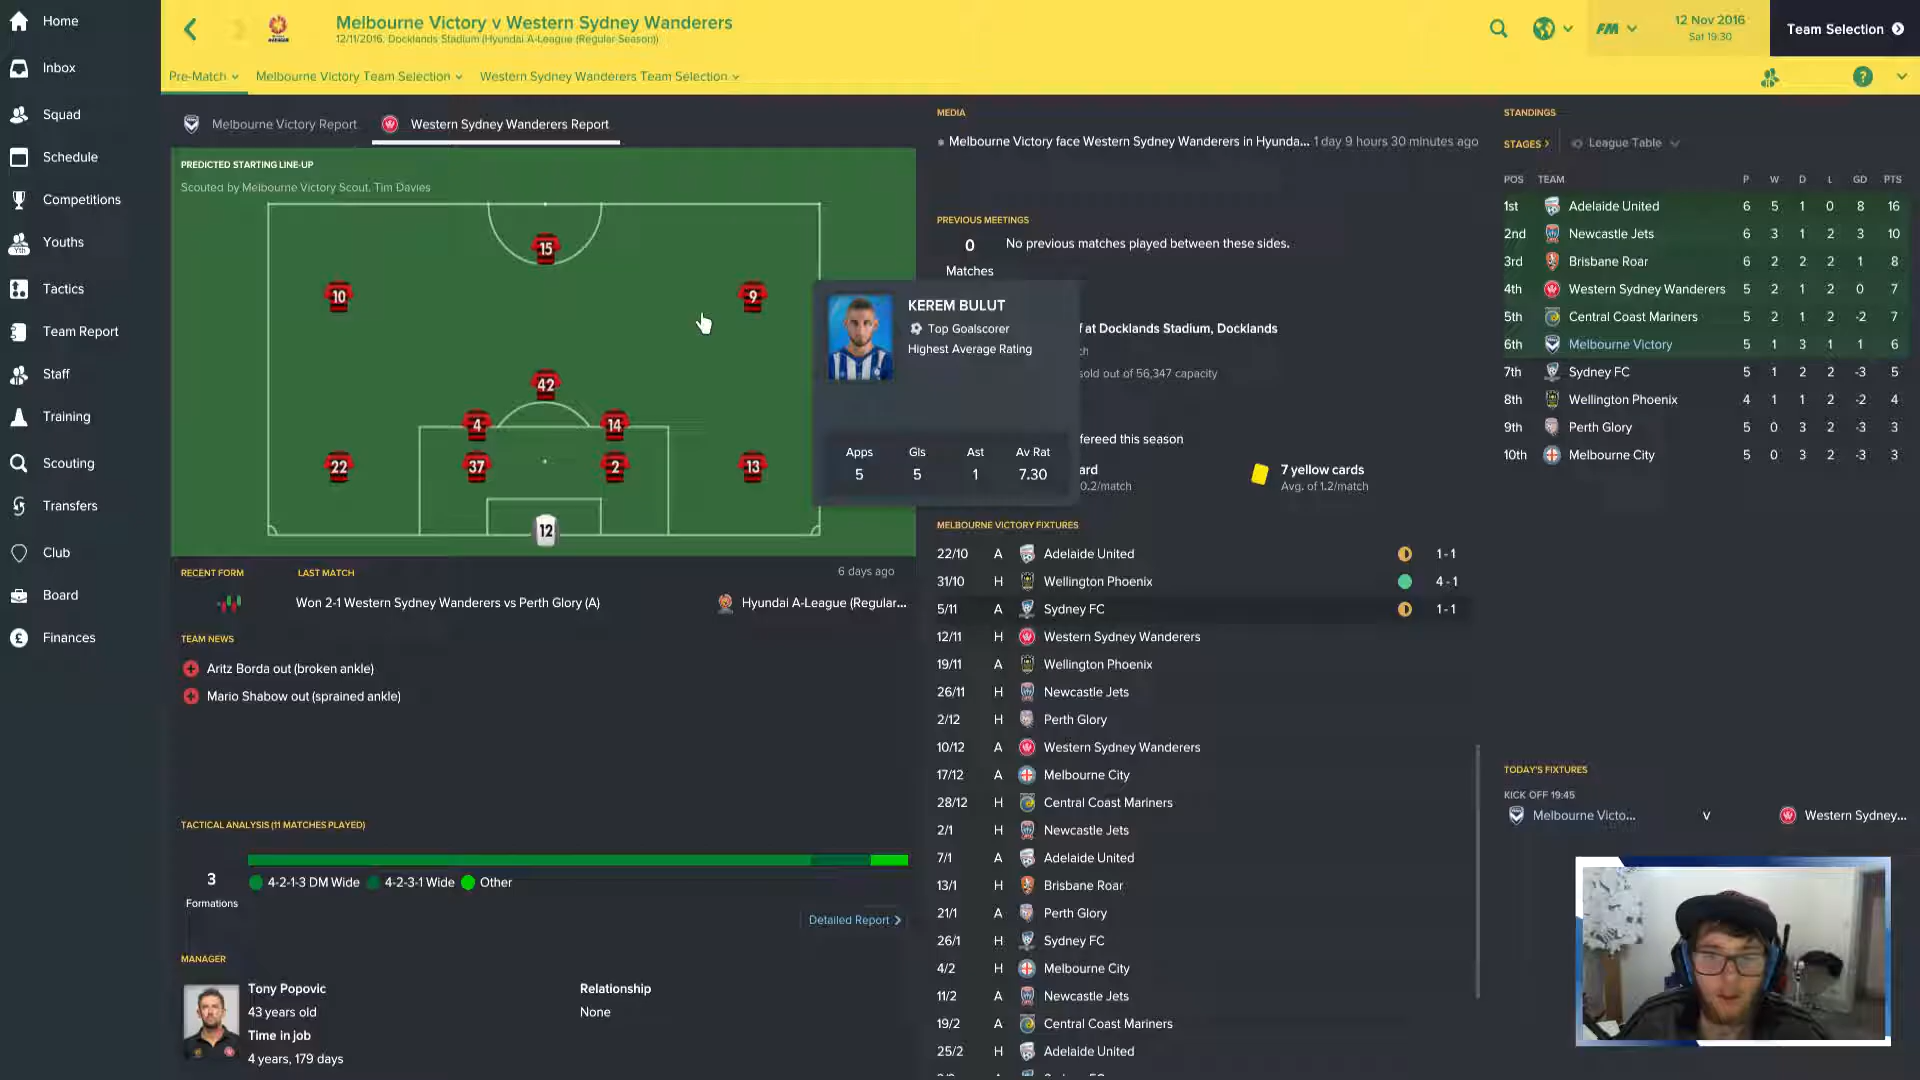 Home
Inbox
Squad
Schedule
Competitions
Youths
Tactics
Team Report
Staff
Training
Scouting
Transfers
Club
Board
Finances
Melbourne Victory v Western Sydney Wanderers
12/11/2016, Docklands Stadium (Hyundai A-League (Regular Season))
FM
12 Nov 2016
Sat 19:30
Team Selection
Pre-Match
Melbourne Victory Team Selection
Western Sydney Wanderers Team Selection
?
Melbourne Victory Report
Western Sydney Wanderers Report
PREDICTED STARTING LINE-UP
Scouted by Melbourne Victory Scout, Tim Davies
15
10
9
42
4
14
22
37
2
13
12
RECENT FORM
LAST MATCH
6 days ago
Won 2-1 Western Sydney Wanderers vs Perth Glory (A)
Hyundai A-League (Regular...
TEAM NEWS
Aritz Borda out (broken ankle)
Mario Shabow out (sprained ankle)
TACTICAL ANALYSIS (11 MATCHES PLAYED)
3
Formations
4-2-1-3 DM Wide
4-2-3-1 Wide
Other
Detailed Report
MANAGER
Tony Popovic
43 years old
Time in job
4 years, 179 days
Relationship
None
MEDIA
Melbourne Victory face Western Sydney Wanderers in Hyunda... 1 day 9 hours 30 minutes ago
PREVIOUS MEETINGS
0
Matches
No previous matches played between these sides.
KEREM BULUT
Top Goalscorer
Highest Average Rating
Apps Gls Ast Av Rat
5 5 1 7.30
at Docklands Stadium, Docklands
ch
sold out of 56,347 capacity
fereed this season
ard
0.2/match
7 yellow cards
Avg. of 1.2/match
MELBOURNE VICTORY FIXTURES
22/10 A Adelaide United 1 - 1
31/10 H Wellington Phoenix 4 - 1
5/11 A Sydney FC 1 - 1
12/11 H Western Sydney Wanderers
19/11 A Wellington Phoenix
26/11 H Newcastle Jets
2/12 H Perth Glory
10/12 A Western Sydney Wanderers
17/12 A Melbourne City
28/12 H Central Coast Mariners
2/1 H Newcastle Jets
7/1 A Adelaide United
13/1 H Brisbane Roar
21/1 A Perth Glory
26/1 H Sydney FC
4/2 H Melbourne City
11/2 A Newcastle Jets
19/2 A Central Coast Mariners
25/2 H Adelaide United
STANDINGS
STAGES
League Table
POS TEAM P W D L GD PTS
1st Adelaide United 6 5 1 0 8 16
2nd Newcastle Jets 6 3 1 2 3 10
3rd Brisbane Roar 6 2 2 2 1 8
4th Western Sydney Wanderers 5 2 1 2 0 7
5th Central Coast Mariners 5 2 1 2 -2 7
6th Melbourne Victory 5 1 3 1 1 6
7th Sydney FC 5 1 2 2 -3 5
8th Wellington Phoenix 4 1 1 2 -2 4
9th Perth Glory 5 0 3 2 -3 3
10th Melbourne City 5 0 3 2 -3 3
TODAY'S FIXTURES
KICK OFF 19:45
Melbourne Victo... v Western Sydney...